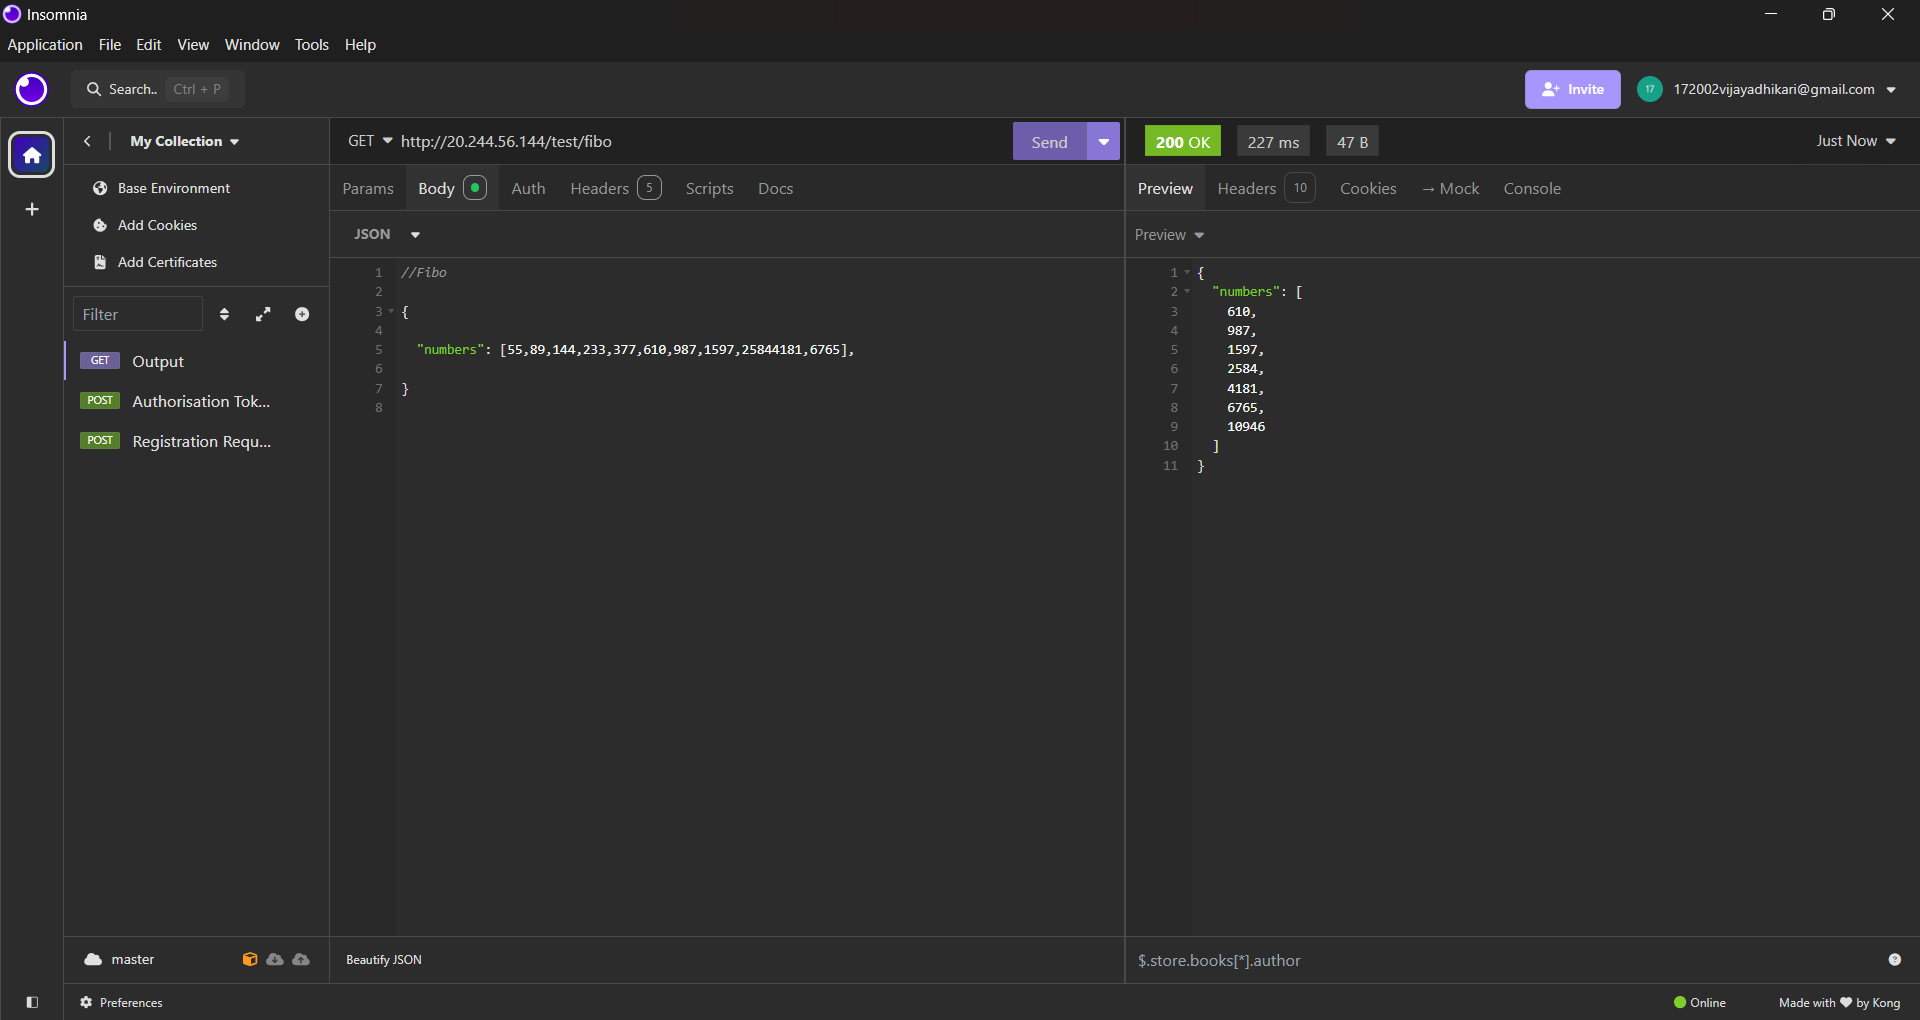 Insomnia
Application File Edit View Window Tools Help
Search.. Ctrl + P
Invite
17 172002vijayadhikari@gmail.com
My Collection
Base Environment
Add Cookies
Add Certificates
Filter
GET Output
POST Authorisation Tok...
POST Registration Requ...
master
Preferences
GET http://20.244.56.144/test/fibo
Send
Params Body Auth Headers 5 Scripts Docs
JSON
1 //Fibo
2
3 {
4
5 "numbers": [55,89,144,233,377,610,987,1597,25844181,6765],
6
7 }
8
Beautify JSON
200 OK 227 ms 47 B Just Now
Preview Headers 10 Cookies → Mock Console
Preview
1 {
2 "numbers": [
3 610,
4 987,
5 1597,
6 2584,
7 4181,
8 6765,
9 10946
10 ]
11 }
$.store.books[*].author ?
Online Made with ♥ by Kong